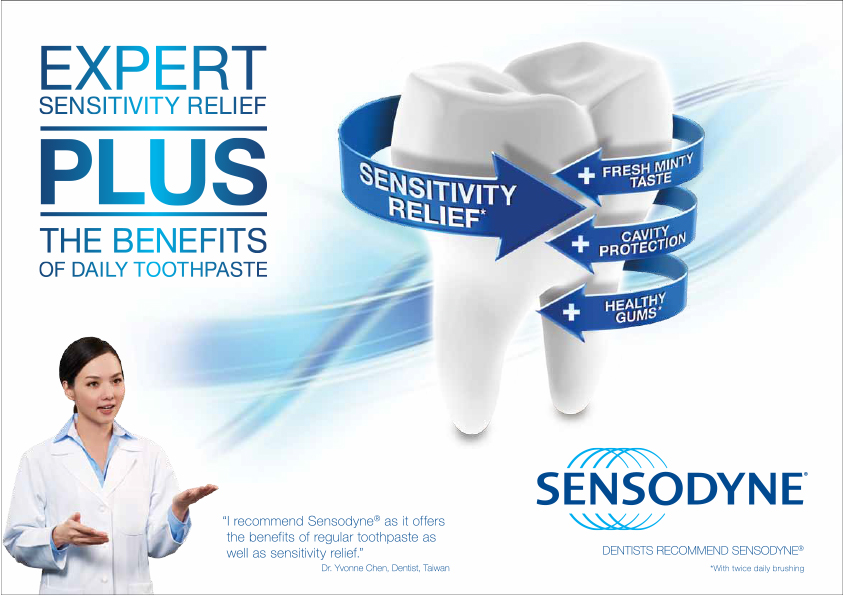 EXPERT
SENSITIVITY RELIEF
PLUS
THE BENEFITS
OF DAILY TOOTHPASTE
SENSITIVITY
RELIEF*
+ FRESH MINTY
TASTE
+ CAVITY
PROTECTION
+ HEALTHY
GUMS*
“I recommend Sensodyne® as it offers
the benefits of regular toothpaste as
well as sensitivity relief.”
Dr. Yvonne Chen, Dentist, Taiwan
SENSODYNE®
DENTISTS RECOMMEND SENSODYNE®
*With twice daily brushing